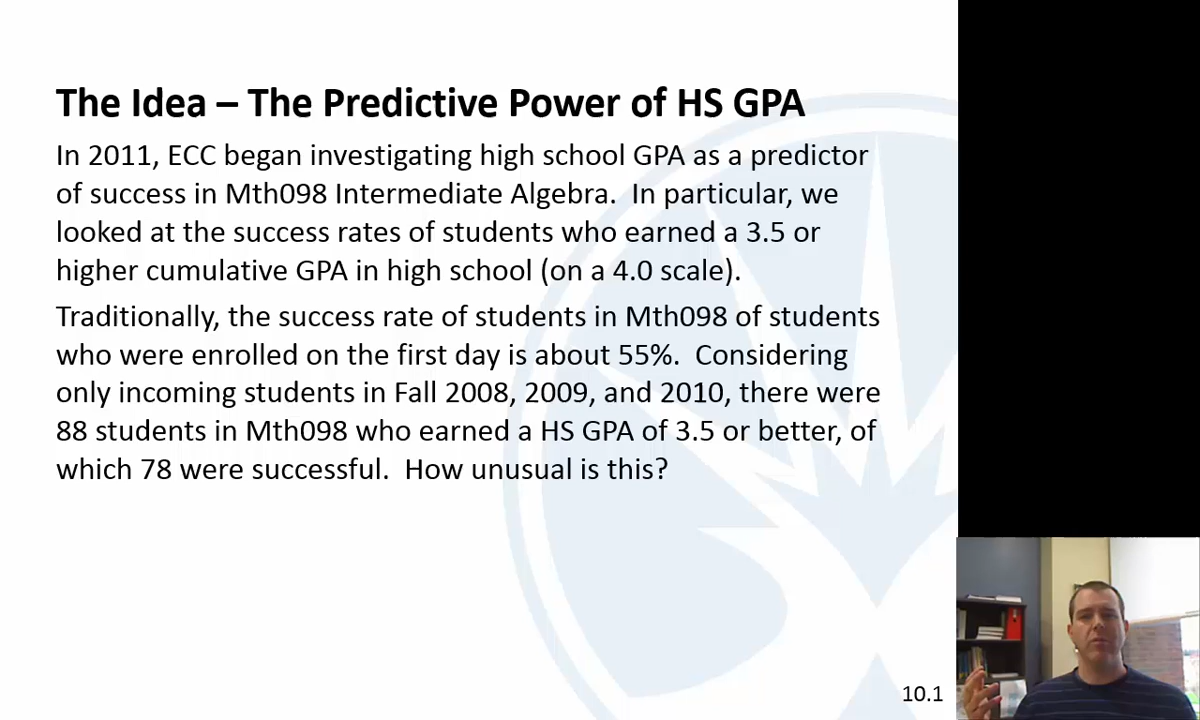 The Idea – The Predictive Power of HS GPA
In 2011, ECC began investigating high school GPA as a predictor
of success in Mth098 Intermediate Algebra.  In particular, we
looked at the success rates of students who earned a 3.5 or
higher cumulative GPA in high school (on a 4.0 scale).
Traditionally, the success rate of students in Mth098 of students
who were enrolled on the first day is about 55%.  Considering
only incoming students in Fall 2008, 2009, and 2010, there were
88 students in Mth098 who earned a HS GPA of 3.5 or better, of
which 78 were successful.  How unusual is this?
10.1